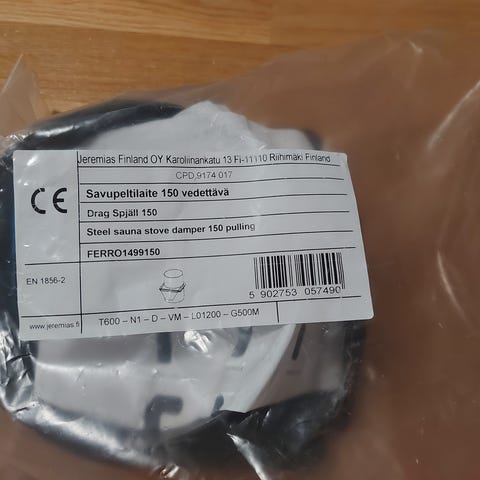 Jeremias Finland OY Karoliinankatu 13 Fi-11110 Riihimäki Finland
CPD 9174 017
CE
Savupeltilaite 150 vedettävä
Drag Spjäll 150
Steel sauna stove damper 150 pulling
FERRO1499150
EN 1856-2
5 902753 057490
www.jeremias.fi
T600 – N1 – D – VM – L01200 – G500M